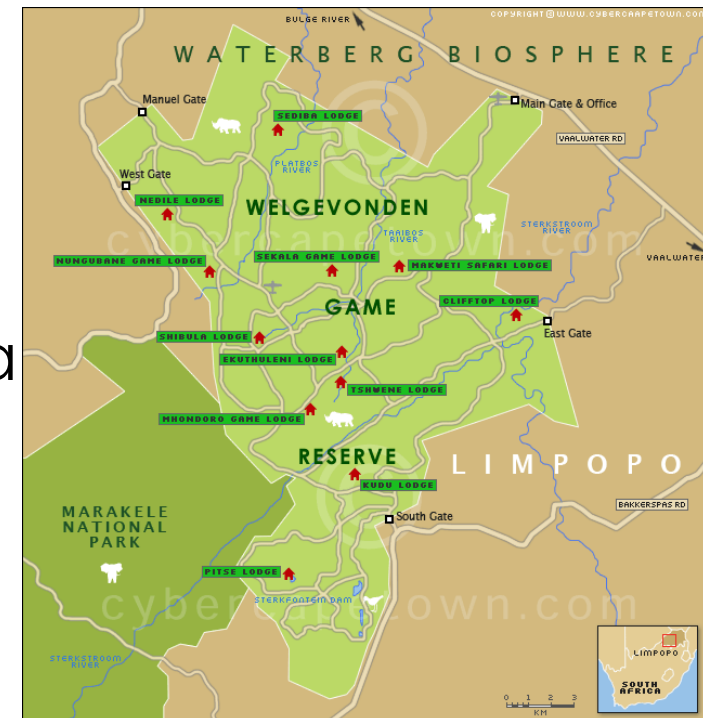 COPYRIGHT © WWW.CYBERCAPETOWN.COM
BULGE RIVER
WATERBERG BIOSPHERE
Manuel Gate
Main Gate & Office
SEDIBA LODGE
VAALWATER RD
PLATBOS
RIVER
West Gate
NEDILE LODGE
WELGEVONDEN
STERKSTROOM
RIVER
TAAIBOS
RIVER
cybercapetown.com
VAALWATER
NUNGUBANE GAME LODGE
SEKALA GAME LODGE
MAKWETI SAFARI LODGE
CLIFFTOP LODGE
GAME
East Gate
SHIBULA LODGE
EKUTHULENI LODGE
a
TSHWENE LODGE
MHONDORO GAME LODGE
RESERVE
LIMPOPO
KUDU LODGE
BAKKERSPAS RD
MARAKELE
NATIONAL
PARK
South Gate
PITSE LODGE
STERKFONTEIN DAM
cybercapetown.com
STERKSTROOM
RIVER
LIMPOPO
SOUTH
AFRICA
0 1 2 3
KM